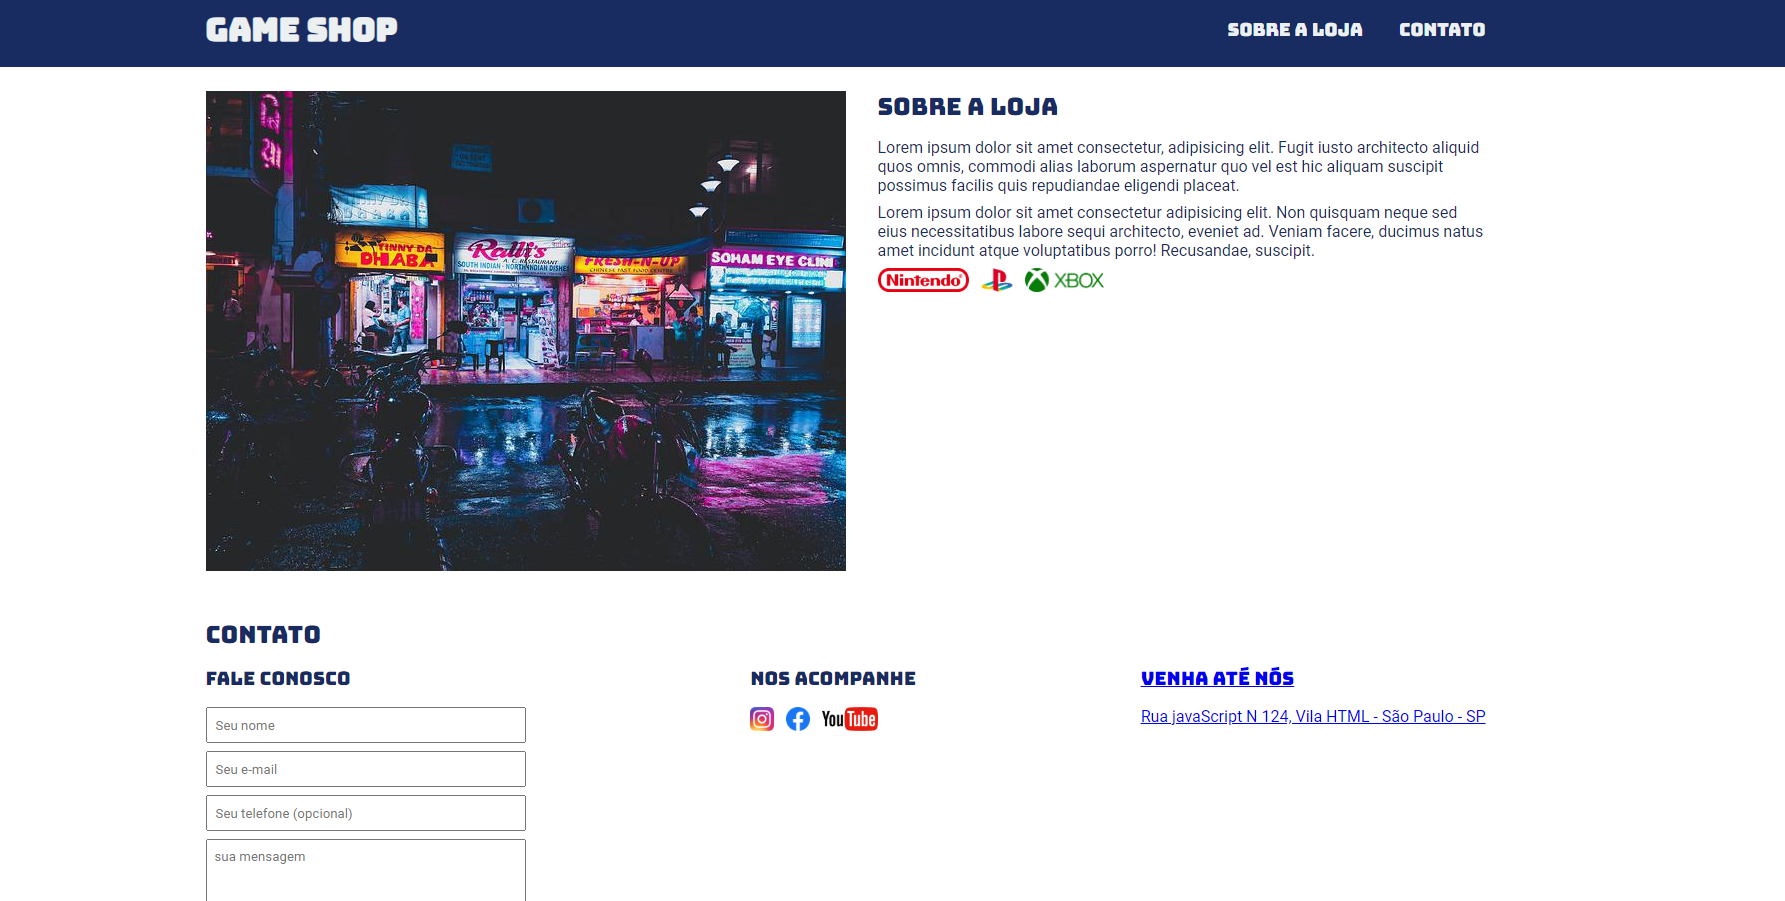 GAME SHOP
SOBRE A LOJA
CONTATO
TINNY DA
DHABA
Ralli's
A. C. RESTAURANT
SOUTH INDIAN - NORTH INDIAN DISHES
FRESH-N-UP
CHINESE FAST FOOD CENTRE
SOHAM EYE CLINI
SOBRE A LOJA
Lorem ipsum dolor sit amet consectetur, adipisicing elit. Fugit iusto architecto aliquid
quos omnis, commodi alias laborum aspernatur quo vel est hic aliquam suscipit
possimus facilis quis repudiandae eligendi placeat.
Lorem ipsum dolor sit amet consectetur adipisicing elit. Non quisquam neque sed
eius necessitatibus labore sequi architecto, eveniet ad. Veniam facere, ducimus natus
amet incidunt atque voluptatibus porro! Recusandae, suscipit.
Nintendo XBOX
CONTATO
FALE CONOSCO
Seu nome
Seu e-mail
Seu telefone (opcional)
sua mensagem
NOS ACOMPANHE
YouTube
VENHA ATÉ NÓS
Rua javaScript N 124, Vila HTML - São Paulo - SP